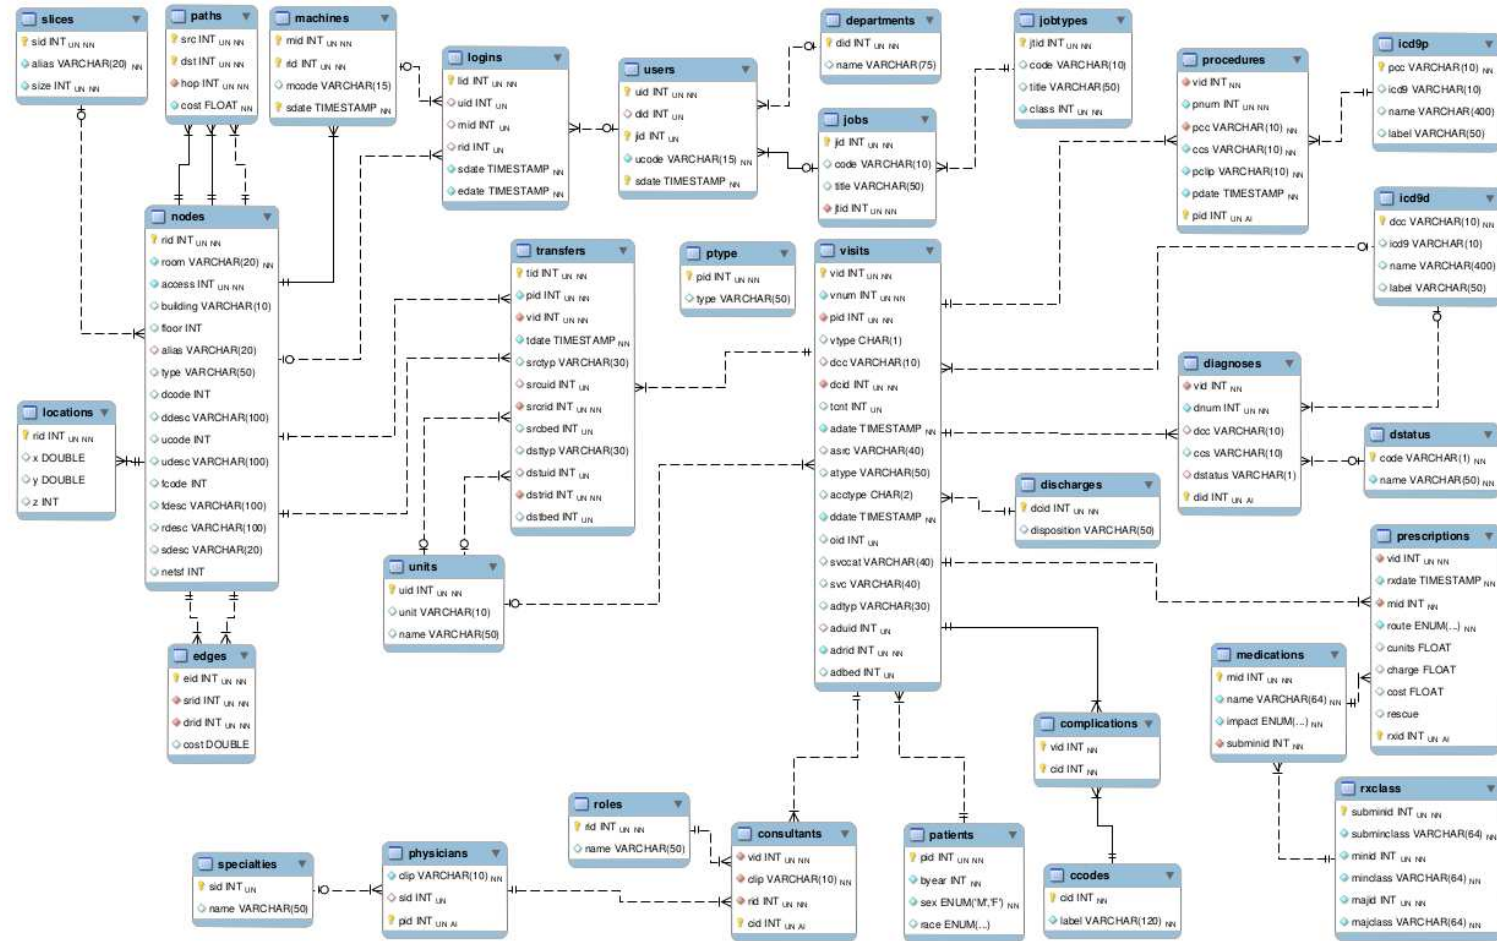 slices
sid INT UN NN
alias VARCHAR(20) NN
size INT UN NN
paths
src INT UN NN
dst INT UN NN
hop INT UN NN
cost FLOAT NN
machines
mid INT UN NN
rid INT UN NN
mcode VARCHAR(15)
sdate TIMESTAMP NN
logins
lid INT UN NN
uid INT UN
mid INT UN
rid INT UN
sdate TIMESTAMP NN
edate TIMESTAMP NN
users
uid INT UN NN
did INT UN
jid INT UN NN
ucode VARCHAR(15) NN
sdate TIMESTAMP NN
departments
did INT UN NN
name VARCHAR(75)
jobs
jid INT UN NN
code VARCHAR(10)
title VARCHAR(50)
jtid INT UN NN
jobtypes
jtid INT UN NN
code VARCHAR(10)
title VARCHAR(50)
class INT UN NN
procedures
vid INT NN
pnum INT UN NN
pcc VARCHAR(10) NN
ccs VARCHAR(10) NN
pclip VARCHAR(10) NN
pdate TIMESTAMP NN
pid INT UN AI
icd9p
pcc VARCHAR(10) NN
icd9 VARCHAR(10)
name VARCHAR(400)
label VARCHAR(50)
icd9d
dcc VARCHAR(10) NN
icd9 VARCHAR(10)
name VARCHAR(400)
label VARCHAR(50)
nodes
rid INT UN NN
room VARCHAR(20) NN
access INT UN NN
building VARCHAR(10)
floor INT
alias VARCHAR(20)
type VARCHAR(50)
dcode INT
ddesc VARCHAR(100)
ucode INT
udesc VARCHAR(100)
fcode INT
fdesc VARCHAR(100)
rdesc VARCHAR(100)
sdesc VARCHAR(20)
netsf INT
locations
rid INT UN NN
x DOUBLE
y DOUBLE
z INT
transfers
tid INT UN NN
pid INT UN NN
vid INT UN NN
tdate TIMESTAMP NN
srctyp VARCHAR(30)
srcuid INT UN
srcrid INT UN NN
srcbed INT UN
dsttyp VARCHAR(30)
dstuid INT UN
dstrid INT UN NN
dstbed INT UN
ptype
pid INT UN NN
type VARCHAR(50)
visits
vid INT UN NN
vnum INT UN NN
pid INT UN NN
vtype CHAR(1)
dcc VARCHAR(10)
dcid INT UN NN
tcnt INT UN
adate TIMESTAMP NN
asrc VARCHAR(40)
atype VARCHAR(50)
acctype CHAR(2)
ddate TIMESTAMP NN
oid INT UN
svccat VARCHAR(40)
svc VARCHAR(40)
adtyp VARCHAR(30)
aduid INT UN
adrid INT UN NN
adbed INT UN
diagnoses
vid INT NN
dnum INT UN NN
dcc VARCHAR(10)
ccs VARCHAR(10)
dstatus VARCHAR(1)
did INT UN AI
dstatus
code VARCHAR(1) NN
name VARCHAR(50) NN
discharges
dcid INT UN NN
disposition VARCHAR(50)
units
uid INT UN NN
unit VARCHAR(10)
name VARCHAR(50)
edges
eid INT UN NN
srid INT UN NN
drid INT UN NN
cost DOUBLE
prescriptions
vid INT UN NN
rxdate TIMESTAMP NN
mid INT NN
route ENUM(...) NN
cunits FLOAT
charge FLOAT
cost FLOAT
rescue
rxid INT UN AI
medications
mid INT UN NN
name VARCHAR(64) NN
impact ENUM(...) NN
subminid INT NN
complications
vid INT NN
cid INT NN
rxclass
subminid INT UN NN
subminclass VARCHAR(64) NN
minid INT UN NN
minclass VARCHAR(64) NN
majid INT UN NN
majclass VARCHAR(64) NN
roles
rid INT UN NN
name VARCHAR(50)
consultants
vid INT UN NN
clip VARCHAR(10) NN
rid INT UN NN
cid INT UN AI
patients
pid INT UN NN
byear INT NN
sex ENUM('M','F') NN
race ENUM(...)
ccodes
cid INT NN
label VARCHAR(120) NN
specialties
sid INT UN
name VARCHAR(50)
physicians
clip VARCHAR(10) NN
sid INT UN
pid INT UN AI